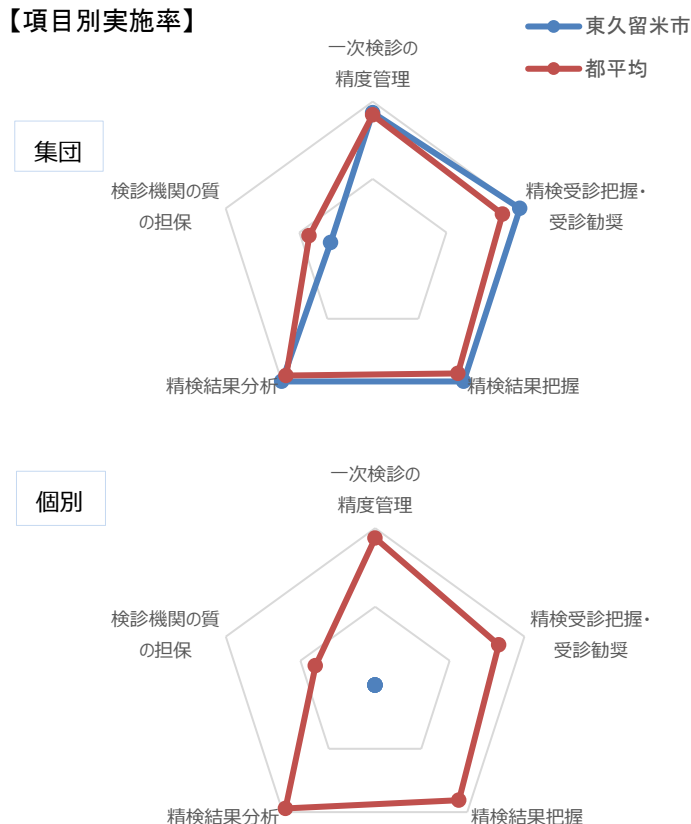 【項目別実施率】
東久留米市
都平均
集団
一次検診の
精度管理
精検受診把握・
受診勧奨
精検結果把握
精検結果分析
検診機関の質
の担保
個別
一次検診の
精度管理
精検受診把握・
受診勧奨
精検結果把握
精検結果分析
検診機関の質
の担保